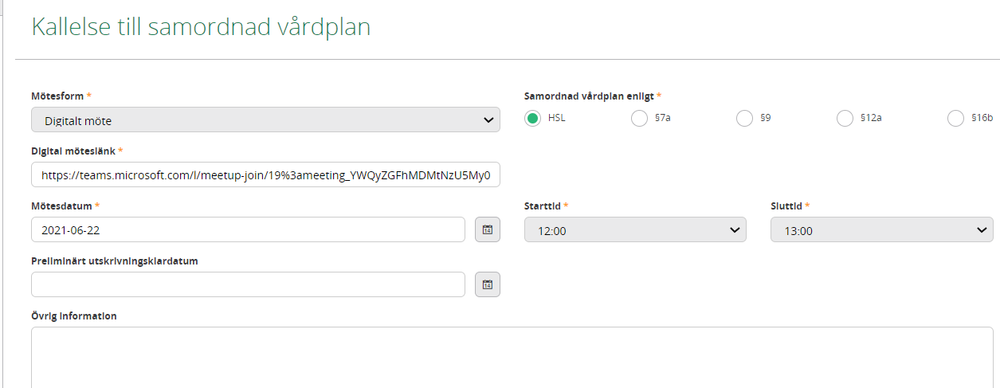 Kallelse till samordnad vårdplan
Mötesform *
Samordnad vårdplan enligt *
Digitalt möte
HSL §7a §9 §12a §16b
Digital möteslänk *
https://teams.microsoft.com/l/meetup-join/19%3ameeting_YWQyZGFhMDMtNzU5My0
Mötesdatum *
Starttid *
Sluttid *
2021-06-22
14
12:00
13:00
Preliminärt utskrivningsklardatum
14
Övrig information